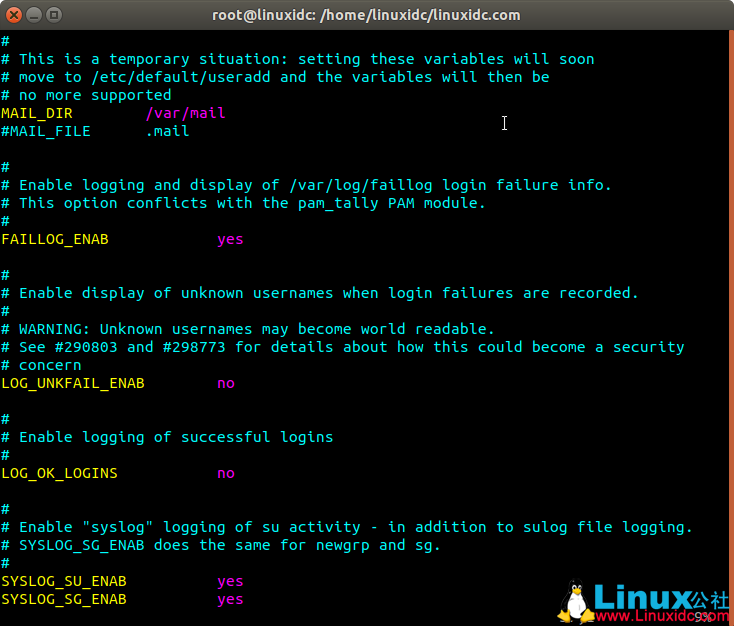 root@linuxidc: /home/linuxidc/linuxidc.com
#
# This is a temporary situation: setting these variables will soon
# move to /etc/default/useradd and the variables will then be
# no more supported
MAIL_DIR        /var/mail
#MAIL_FILE      .mail
#
# Enable logging and display of /var/log/faillog login failure info.
# This option conflicts with the pam_tally PAM module.
#
FAILLOG_ENAB            yes
#
# Enable display of unknown usernames when login failures are recorded.
#
# WARNING: Unknown usernames may become world readable.
# See #290803 and #298773 for details about how this could become a security
# concern
LOG_UNKFAIL_ENAB        no
#
# Enable logging of successful logins
#
LOG_OK_LOGINS           no
#
# Enable "syslog" logging of su activity - in addition to sulog file logging.
# SYSLOG_SG_ENAB does the same for newgrp and sg.
#
SYSLOG_SU_ENAB          yes
SYSLOG_SG_ENAB          yes
Linux公社
www.Linuxidc.com
9%